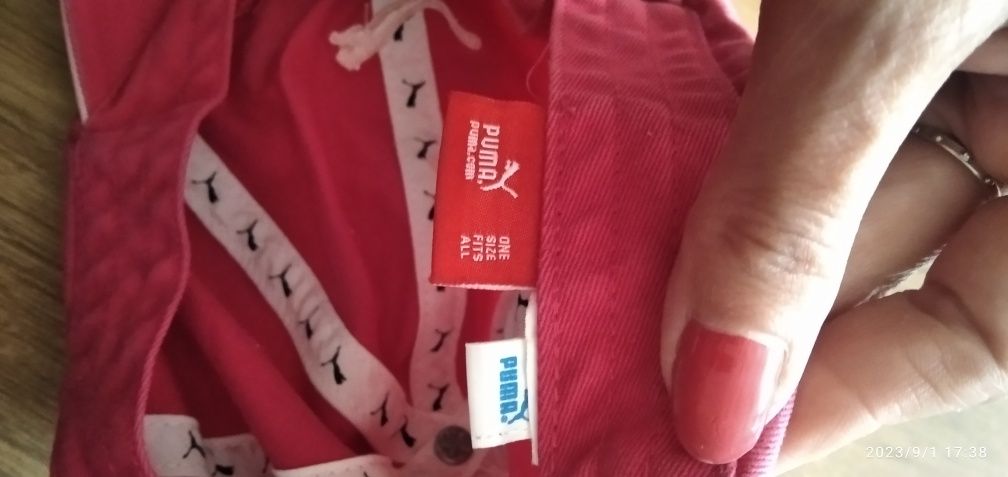 PUMA
puma.com
ONE
SIZE
FITS
ALL
PUMA
2023/9/1 17:38